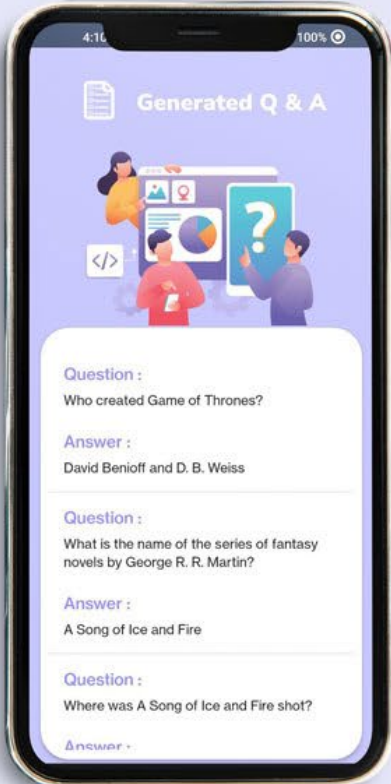 4:10
100%
Generated Q & A
?
</>
Question :
Who created Game of Thrones?
Answer :
David Benioff and D. B. Weiss
Question :
What is the name of the series of fantasy
novels by George R. R. Martin?
Answer :
A Song of Ice and Fire
Question :
Where was A Song of Ice and Fire shot?
Answer :